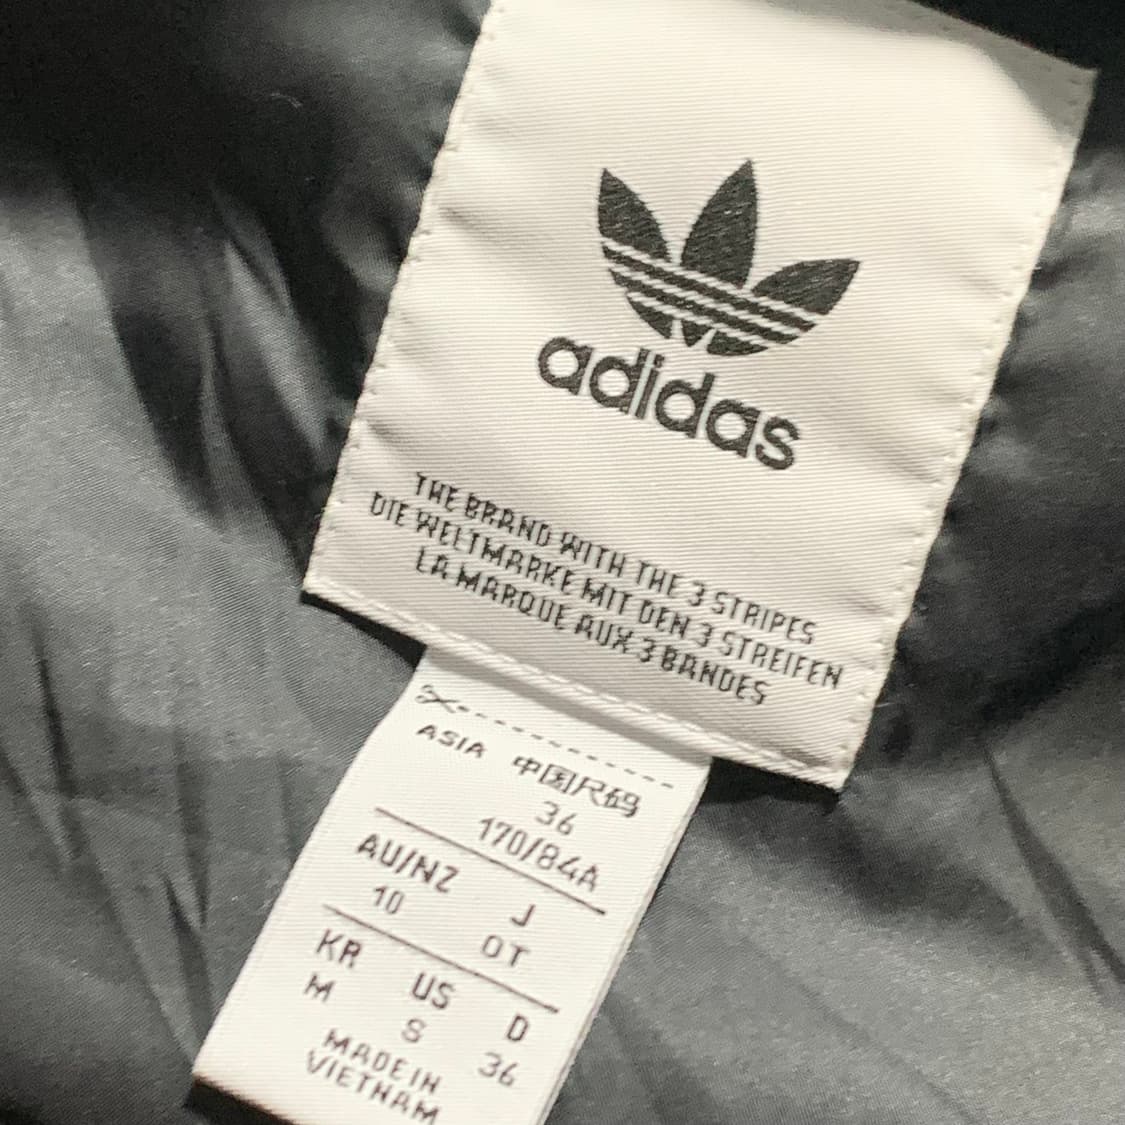 adidas
THE BRAND WITH THE 3 STRIPES
DIE WELTMARKE MIT DEN 3 STREIFEN
LA MARQUE AUX 3 BANDES
ASIA 中国尺码
36
170/84A
AU/NZ J
10 OT
KR US D
M S 36
MADE IN
VIETNAM